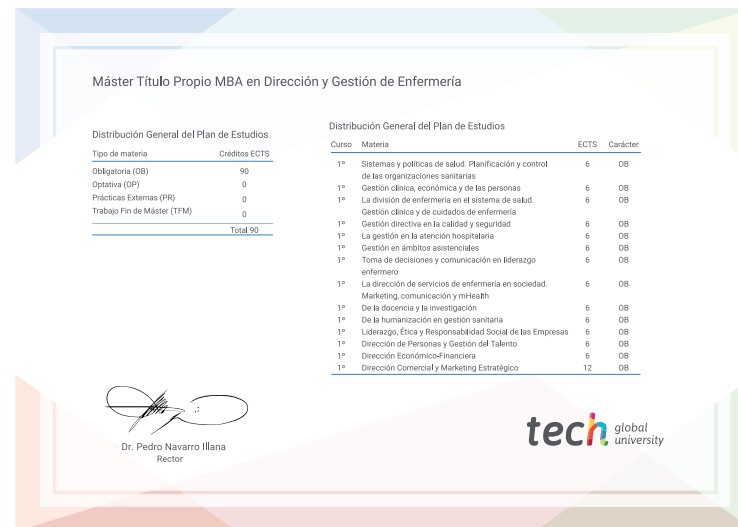 Máster Título Propio MBA en Dirección y Gestión de Enfermería
Distribución General del Plan de Estudios
Tipo de materia Créditos ECTS
Obligatoria (OB) 90
Optativa (OP) 0
Prácticas Externas (PR) 0
Trabajo Fin de Máster (TFM) 0
Total 90
Distribución General del Plan de Estudios
Curso Materia ECTS Carácter
1º Sistemas y políticas de salud. Planificación y control 6 OB
de las organizaciones sanitarias
1º Gestión clínica, económica y de las personas 6 OB
1º La división de enfermería en el sistema de salud. 6 OB
Gestión clínica y de cuidados de enfermería
1º Gestión directiva en la calidad y seguridad 6 OB
1º La gestión en la atención hospitalaria 6 OB
1º Gestión en ámbitos asistenciales 6 OB
1º Toma de decisiones y comunicación en liderazgo 6 OB
enfermero
1º La dirección de servicios de enfermería en sociedad. 6 OB
Marketing, comunicación y mHealth
1º De la docencia y la investigación 6 OB
1º De la humanización en gestión sanitaria 6 OB
1º Liderazgo, Ética y Responsabilidad Social de las Empresas 6 OB
1º Dirección de Personas y Gestión del Talento 6 OB
1º Dirección Económico-Financiera 6 OB
1º Dirección Comercial y Marketing Estratégico 12 OB
Dr. Pedro Navarro Illana
Rector
tech global
university